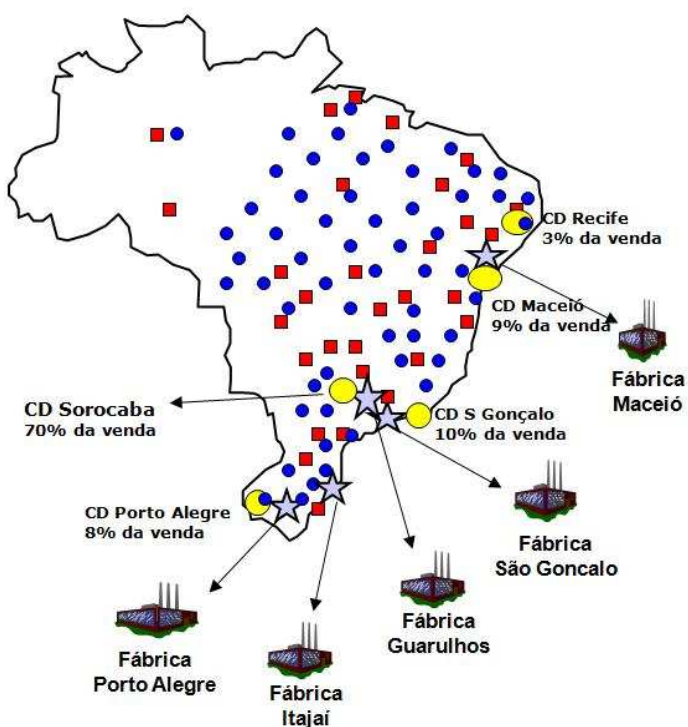 CD Recife
3% da venda
CD Maceió
9% da venda
Fábrica
Maceió
CD Sorocaba
70% da venda
CD S Gonçalo
10% da venda
CD Porto Alegre
8% da venda
Fábrica
São Goncalo
Fábrica
Guarulhos
Fábrica
Porto Alegre
Fábrica
Itajaí